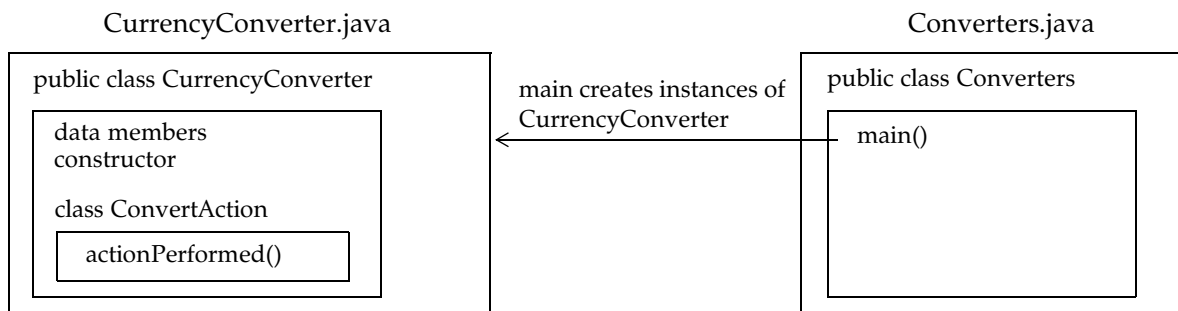 CurrencyConverter.java
public class CurrencyConverter
data members
constructor
class ConvertAction
actionPerformed()
main creates instances of
CurrencyConverter
Converters.java
public class Converters
main()